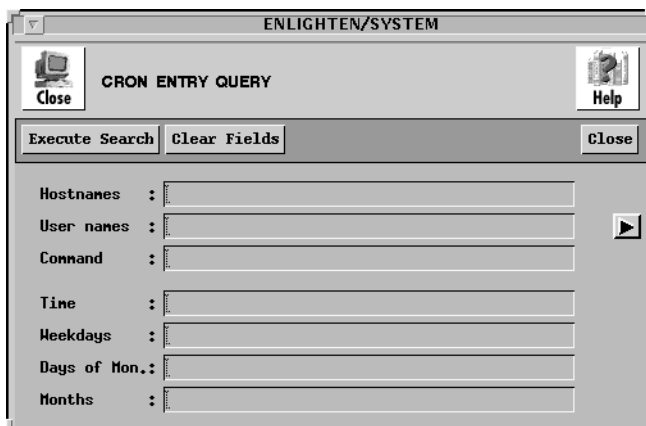 ENLIGHTEN/SYSTEM
Close
CRON ENTRY QUERY
Help
Execute Search Clear Fields Close
Hostnames :
User names :
Command :
Time :
Weekdays :
Days of Mon.:
Months :